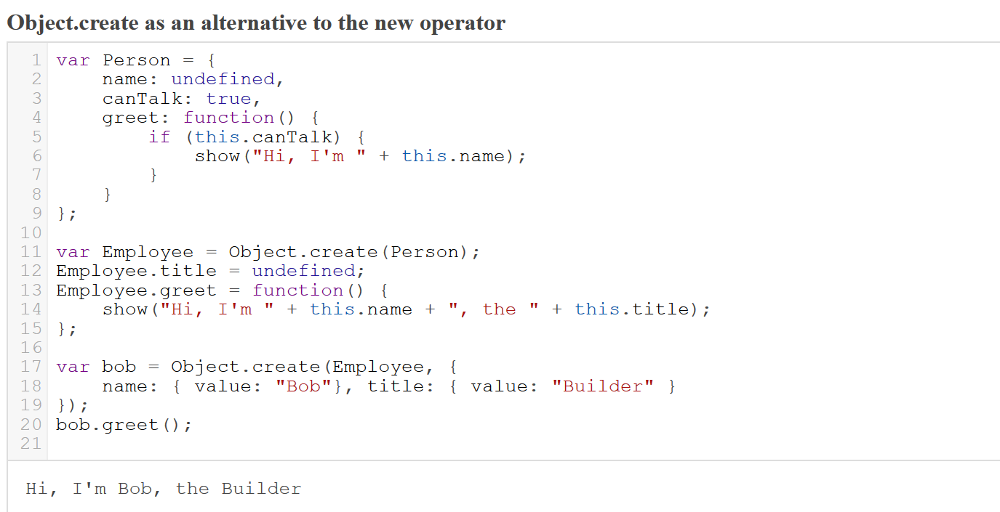 Object.create as an alternative to the new operator
1 var Person = {
2     name: undefined,
3     canTalk: true,
4     greet: function() {
5         if (this.canTalk) {
6             show("Hi, I'm " + this.name);
7         }
8     }
9 };
10
11 var Employee = Object.create(Person);
12 Employee.title = undefined;
13 Employee.greet = function() {
14     show("Hi, I'm " + this.name + ", the " + this.title);
15 };
16
17 var bob = Object.create(Employee, {
18     name: { value: "Bob"}, title: { value: "Builder" }
19 });
20 bob.greet();
21
Hi, I'm Bob, the Builder